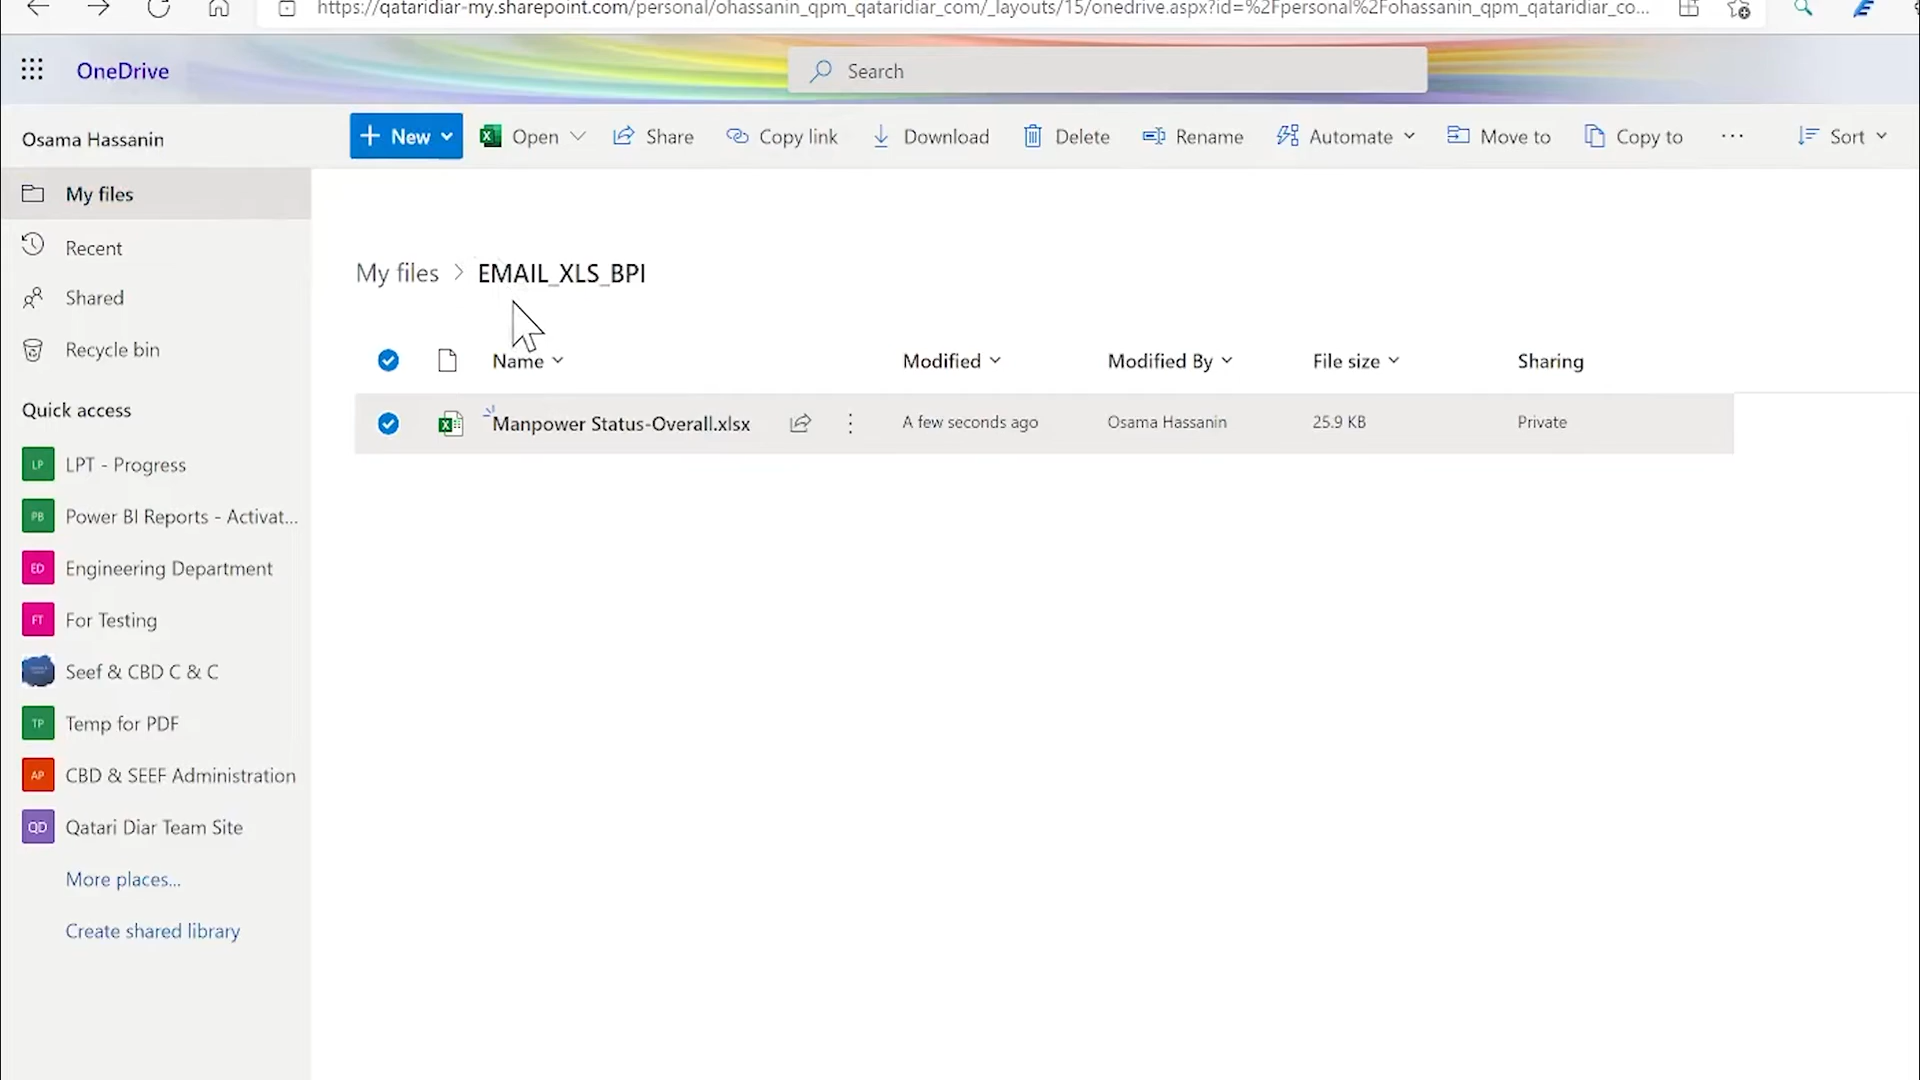 https://qataridiar-my.sharepoint.com/personal/ohassanin_qpm_qataridiar_com/_layouts/15/onedrive.aspx?id=%2Fpersonal%2Fohassanin_qpm_qataridiar_co...
OneDrive
Search
Osama Hassanin
New
Open
Share
Copy link
Download
Delete
Rename
Automate
Move to
Copy to
...
Sort
My files
Recent
Shared
Recycle bin
Quick access
LP LPT - Progress
PB Power BI Reports - Activat...
ED Engineering Department
FT For Testing
Seef & CBD C & C
TP Temp for PDF
AP CBD & SEEF Administration
QD Qatari Diar Team Site
More places...
Create shared library
My files > EMAIL_XLS_BPI
Name Modified Modified By File size Sharing
Manpower Status-Overall.xlsx A few seconds ago Osama Hassanin 25.9 KB Private